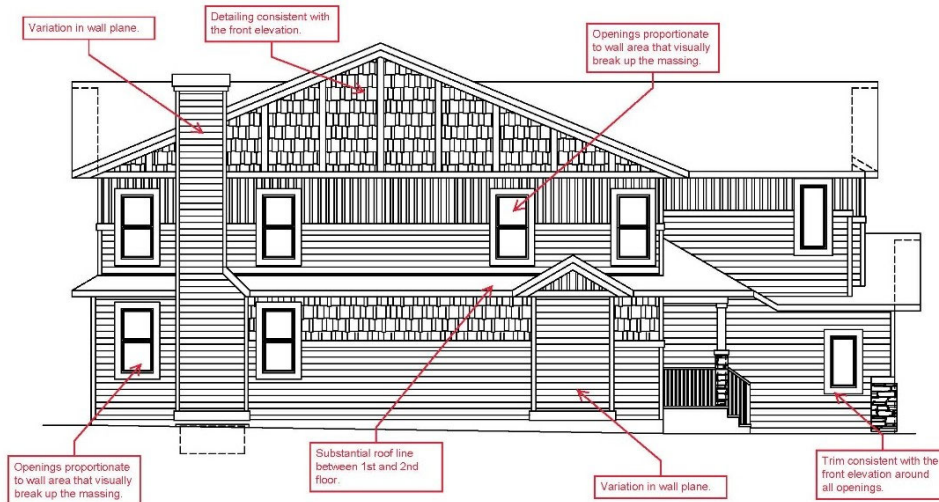 Variation in wall plane.
Detailing consistent with
the front elevation.
Openings proportionate
to wall area that visually
break up the massing.
Openings proportionate
to wall area that visually
break up the massing.
Substantial roof line
between 1st and 2nd
floor.
Variation in wall plane.
Trim consistent with the
front elevation around
all openings.